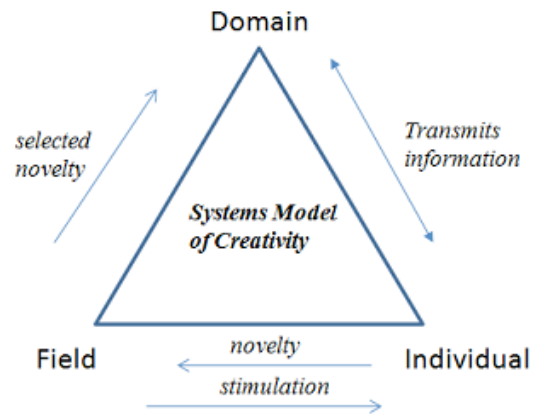 Domain
selected
novelty
Transmits
information
Systems Model
of Creativity
Field
novelty
Individual
stimulation